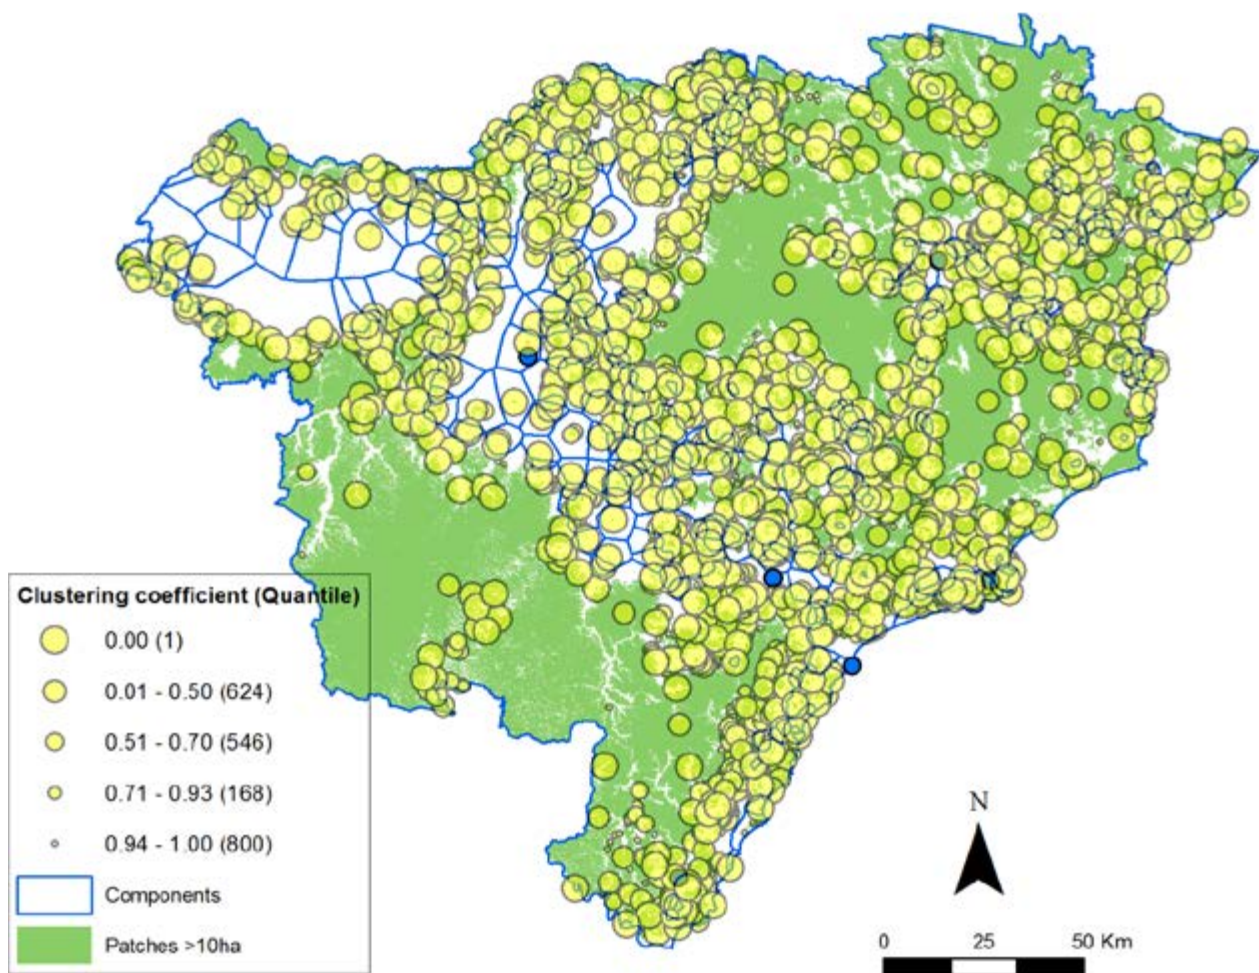 Clustering coefficient (Quantile)
0.00 (1)
0.01 - 0.50 (624)
0.51 - 0.70 (546)
0.71 - 0.93 (168)
0.94 - 1.00 (800)
Components
Patches >10ha
N
0 25 50 Km